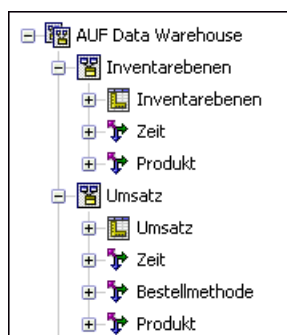 AUF Data Warehouse
Inventarebenen
Inventarebenen
Zeit
Produkt
Umsatz
Umsatz
Zeit
Bestellmethode
Produkt